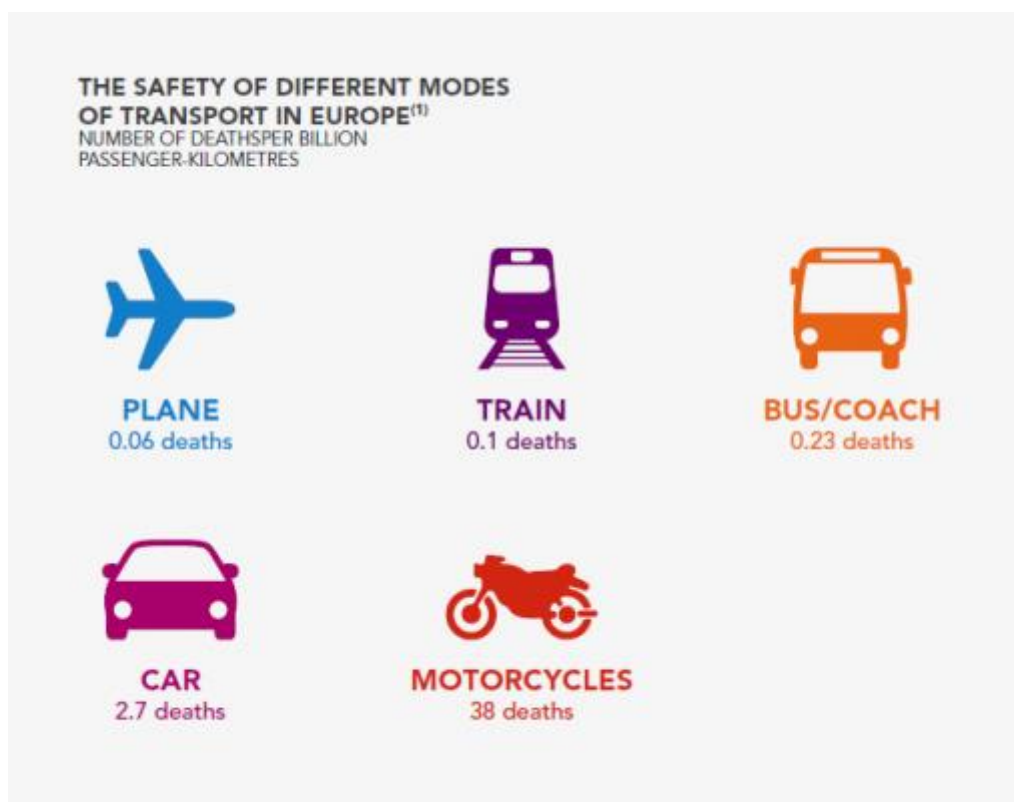 THE SAFETY OF DIFFERENT MODES
OF TRANSPORT IN EUROPE(1)
NUMBER OF DEATHSPER BILLION
PASSENGER-KILOMETRES
PLANE
0.06 deaths
TRAIN
0.1 deaths
BUS/COACH
0.23 deaths
CAR
2.7 deaths
MOTORCYCLES
38 deaths